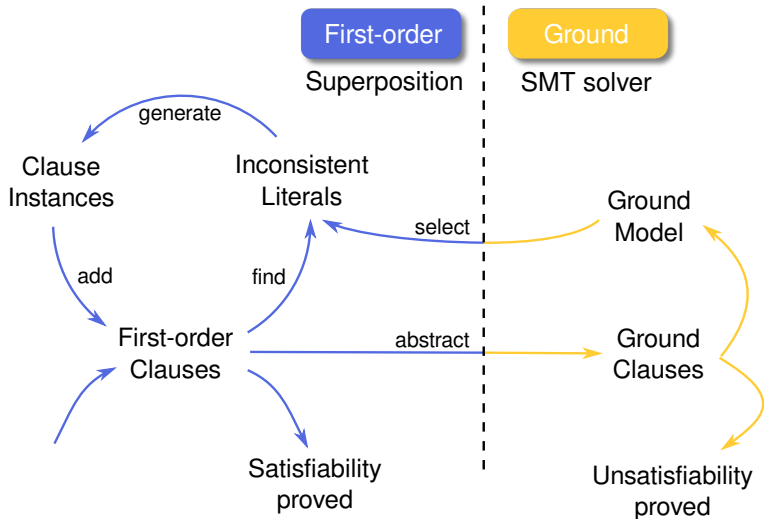 First-order
Ground
Superposition
SMT solver
generate
Clause
Instances
Inconsistent
Literals
Ground
Model
select
add
find
First-order
Clauses
abstract
Ground
Clauses
Satisfiability
proved
Unsatisfiability
proved